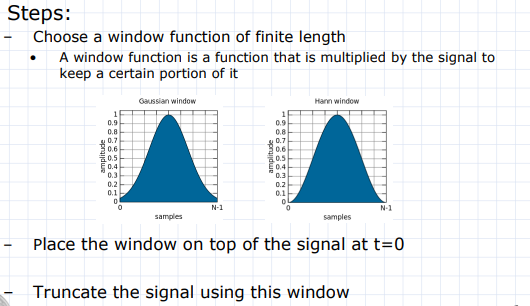 Steps:
– Choose a window function of finite length
• A window function is a function that is multiplied by the signal to
keep a certain portion of it
Gaussian window
1
0.9
0.8
0.7
0.6
0.5
0.4
0.3
0.2
0.1
0
amplitude
0
N-1
samples
Hann window
1
0.9
0.8
0.7
0.6
0.5
0.4
0.3
0.2
0.1
0
amplitude
0
N-1
samples
– Place the window on top of the signal at t=0
– Truncate the signal using this window